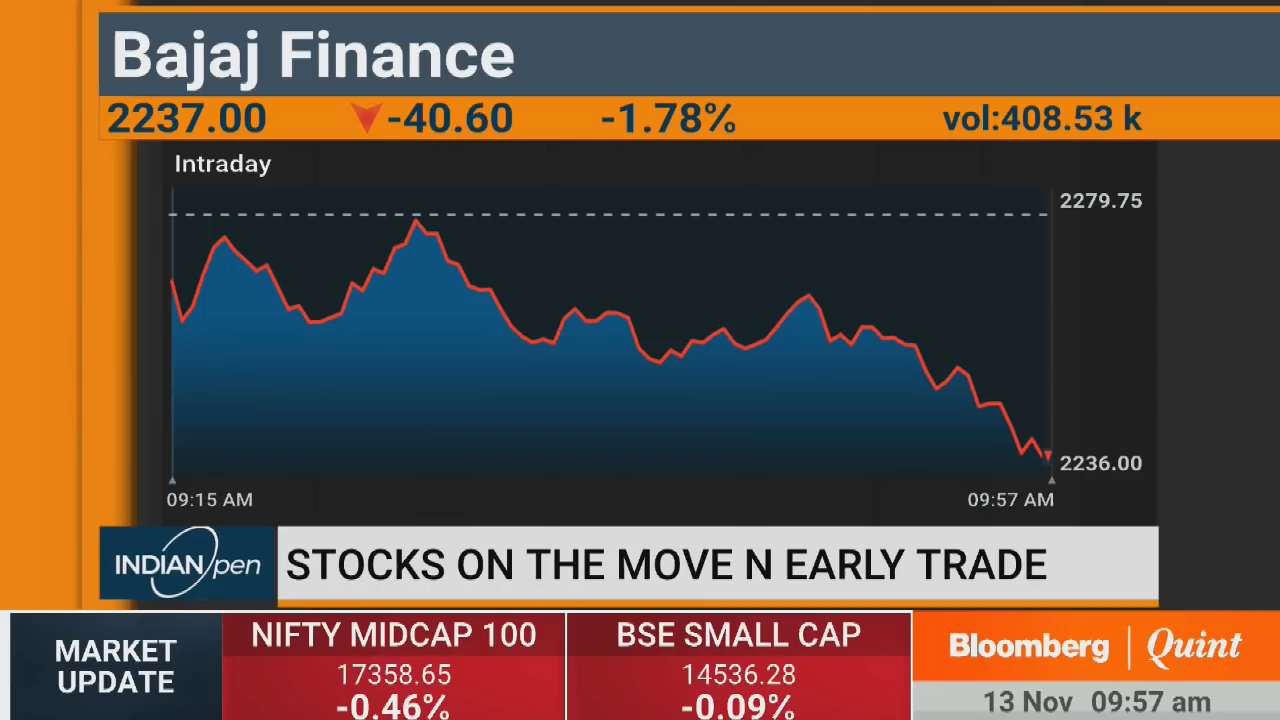 Bajaj Finance
2237.00 -40.60 -1.78% vol:408.53 k
Intraday
2279.75
2236.00
09:15 AM 09:57 AM
INDIAN Open STOCKS ON THE MOVE N EARLY TRADE
MARKET UPDATE
NIFTY MIDCAP 100
17358.65
-0.46%
BSE SMALL CAP
14536.28
-0.09%
Bloomberg | Quint
13 Nov 09:57 am